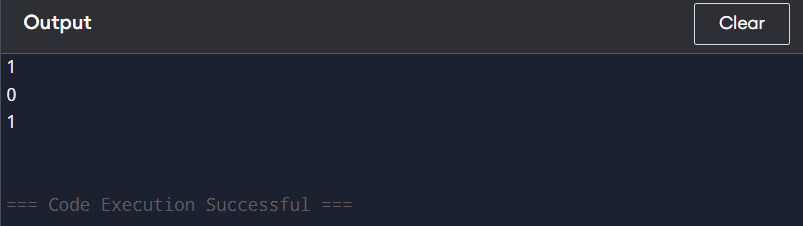 Output Clear
1
0
1
=== Code Execution Successful ===